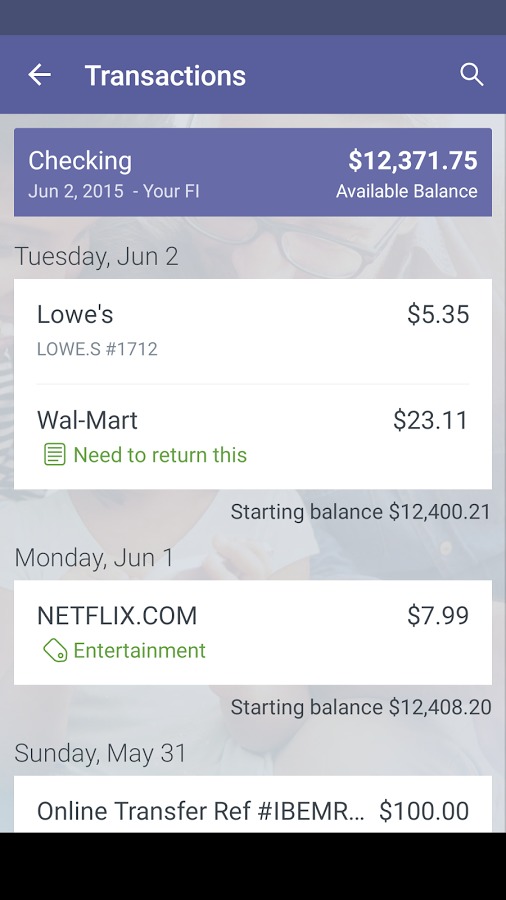 Transactions
Checking $12,371.75
Jun 2, 2015 - Your FI Available Balance
Tuesday, Jun 2
Lowe's $5.35
LOWE.S #1712
Wal-Mart $23.11
Need to return this
Starting balance $12,400.21
Monday, Jun 1
NETFLIX.COM $7.99
Entertainment
Starting balance $12,408.20
Sunday, May 31
Online Transfer Ref #IBEMR... $100.00